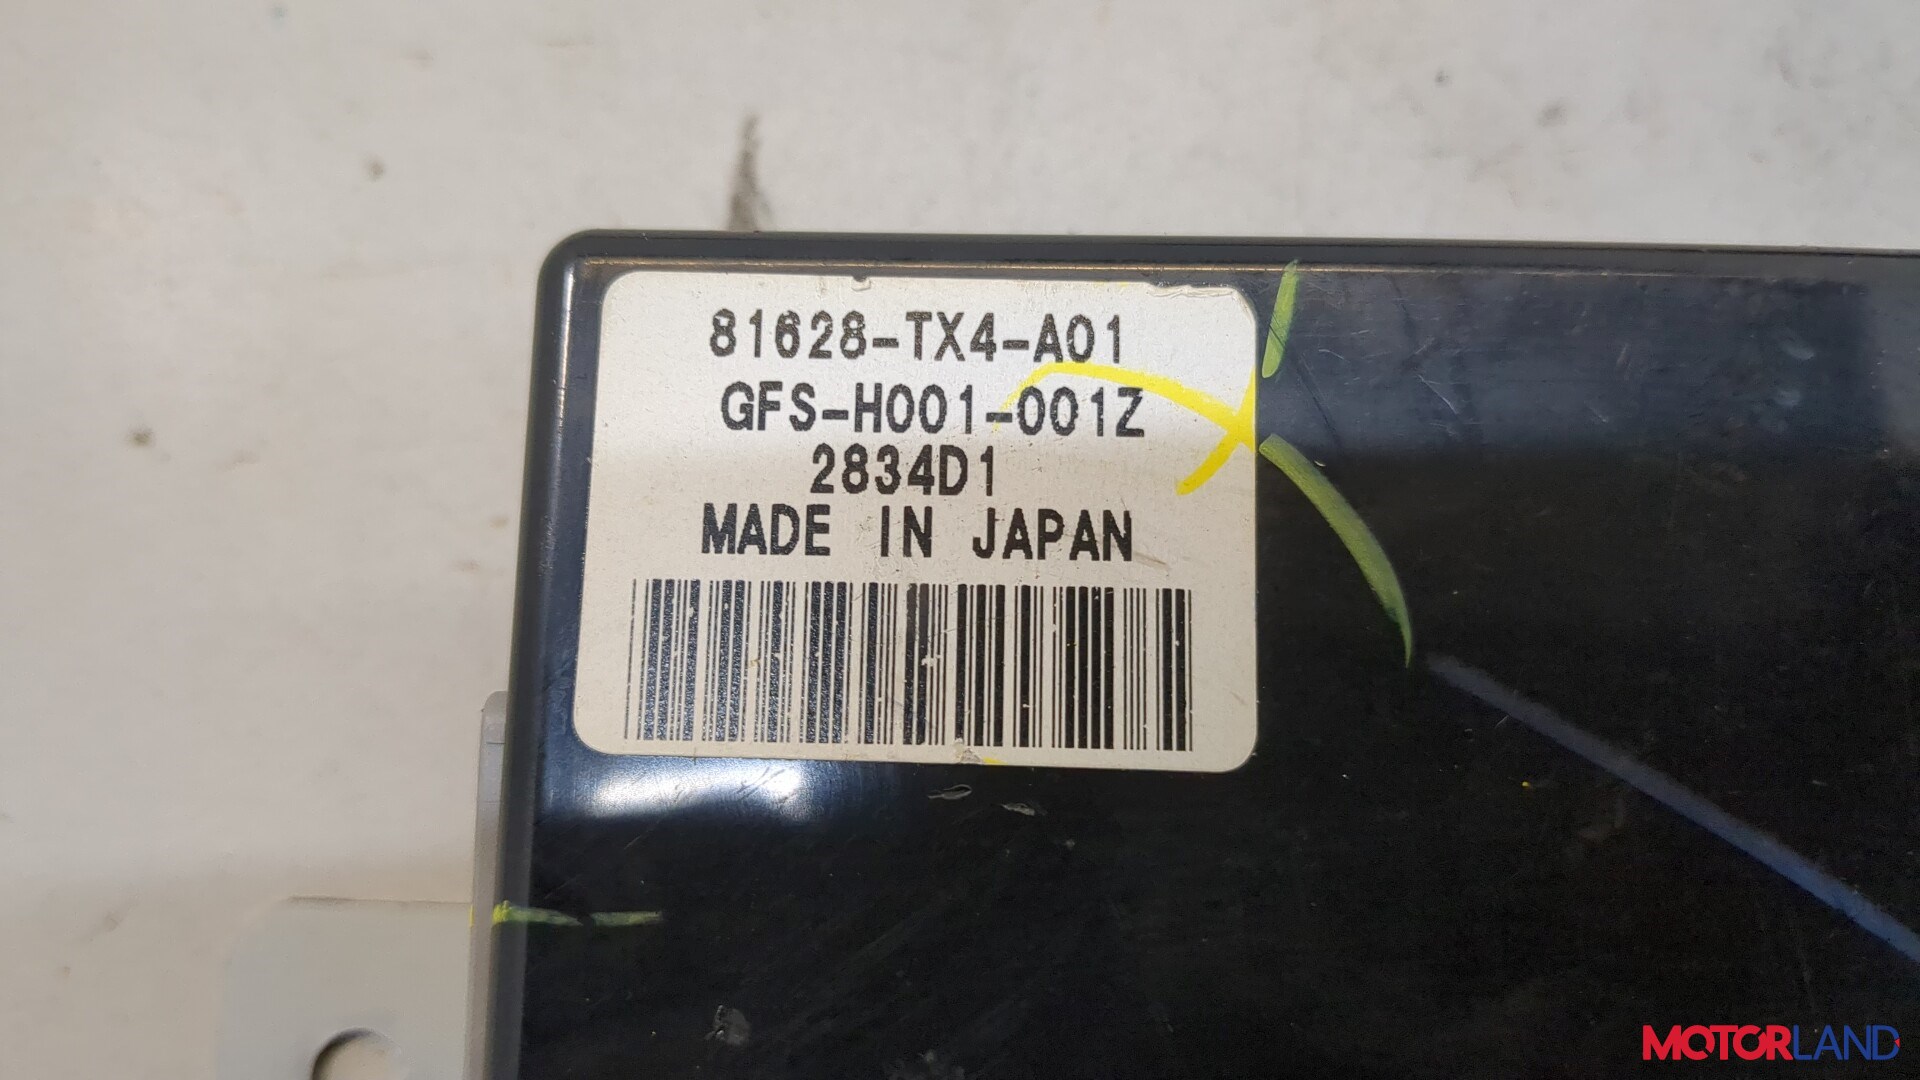 81628-TX4-A01
GFS-H001-001Z
2834D1
MADE IN JAPAN
MOTORLAND